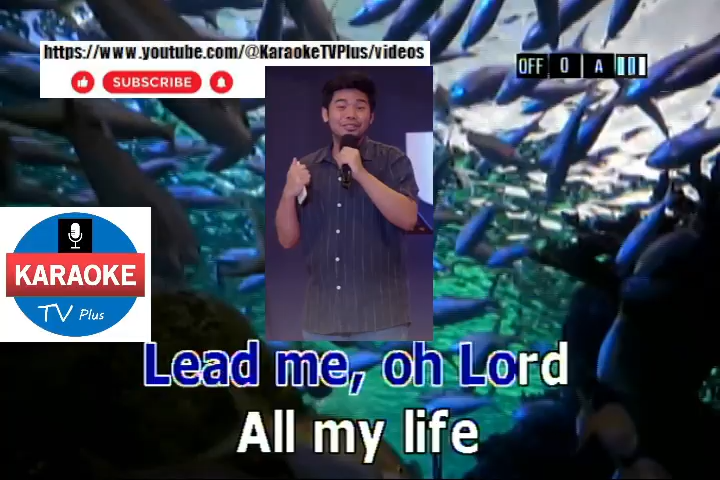 https://www.youtube.com/@KaraokeTVPlus/videos
SUBSCRIBE
OFF 0 A
KARAOKE
TV Plus
Lead me, oh Lord
All my life